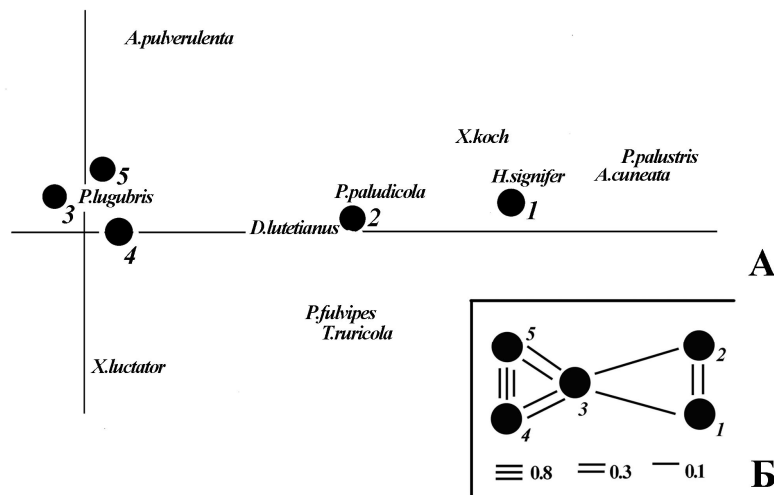 A.pulverulenta
X.koch
P.palustris
H.signifer A.cuneata
5
P.lugubris
3
P.paludicola
1
2
D.lutetianus
4
А
P.fulvipes
T.ruricola
X.luctator
5
2
3
4
1
0.8 0.3 0.1
Б